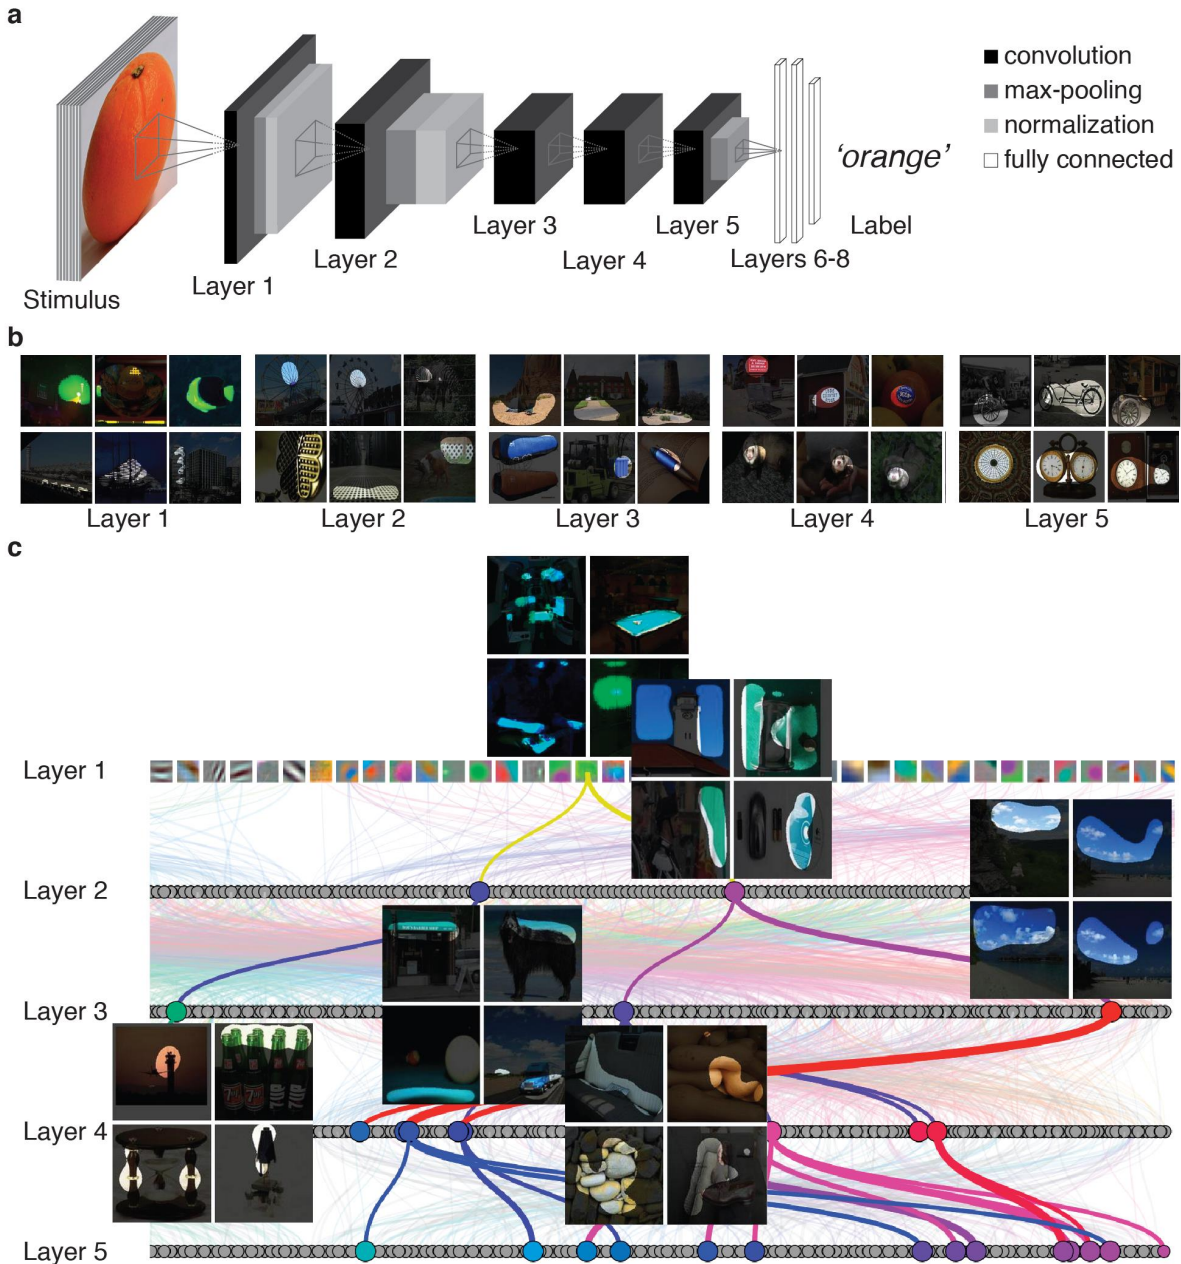 a
convolution
max-pooling
normalization
fully connected
'orange'
Layer 3
Layer 5
Label
Layer 2
Layer 4
Layers 6-8
Layer 1
Stimulus
b
Layer 1
Layer 2
Layer 3
Layer 4
Layer 5
c
Layer 1
Layer 2
Layer 3
Layer 4
Layer 5